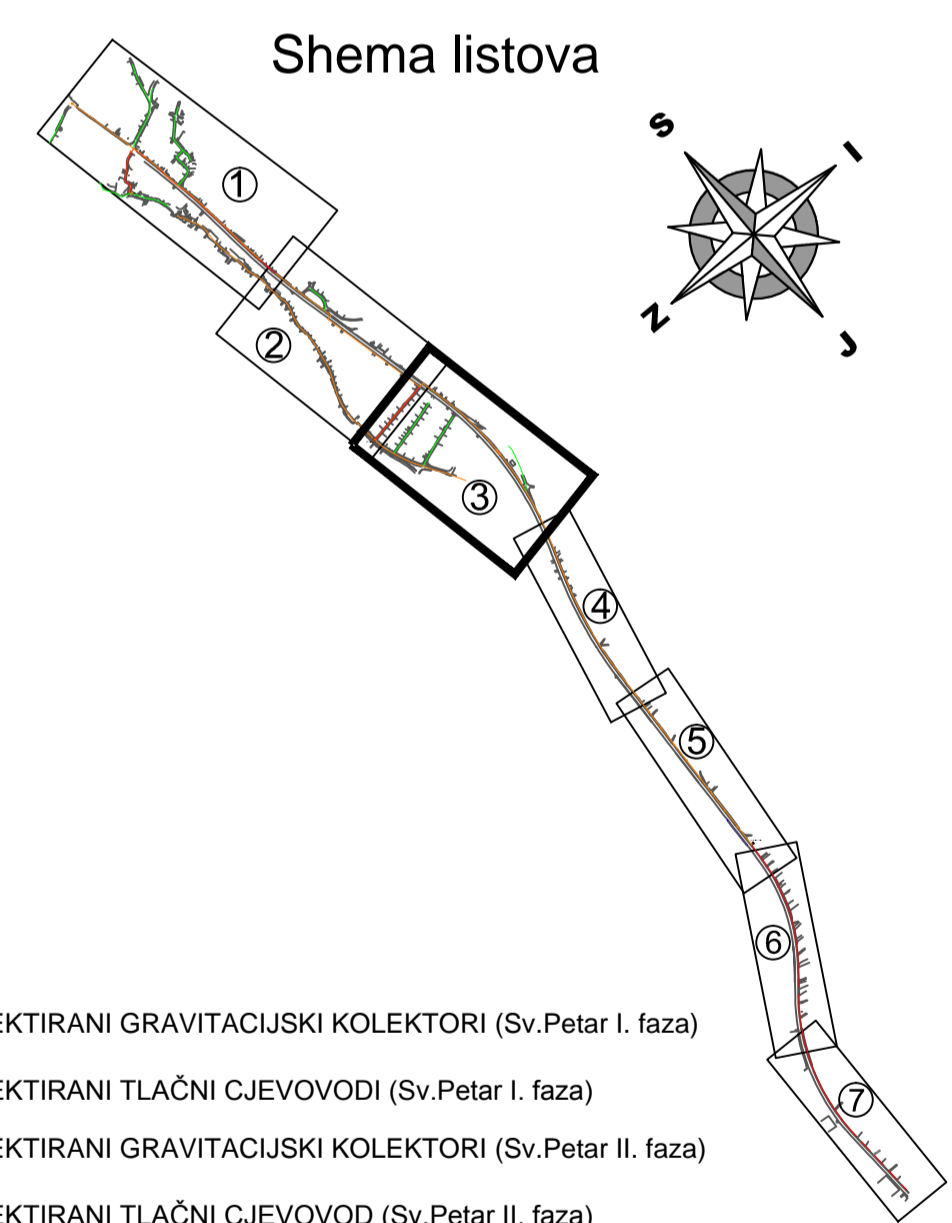 Shema listova
S
I
Z
J
1
2
3
4
5
6
7
EKTIRANI GRAVITACIJSKI KOLEKTORI (Sv.Petar I. faza)
EKTIRANI TLAČNI CJEVOVODI (Sv.Petar I. faza)
EKTIRANI GRAVITACIJSKI KOLEKTORI (Sv.Petar II. faza)
EKTIRANI TLAČNI CJEVOVOD (Sv.Petar II. faza)